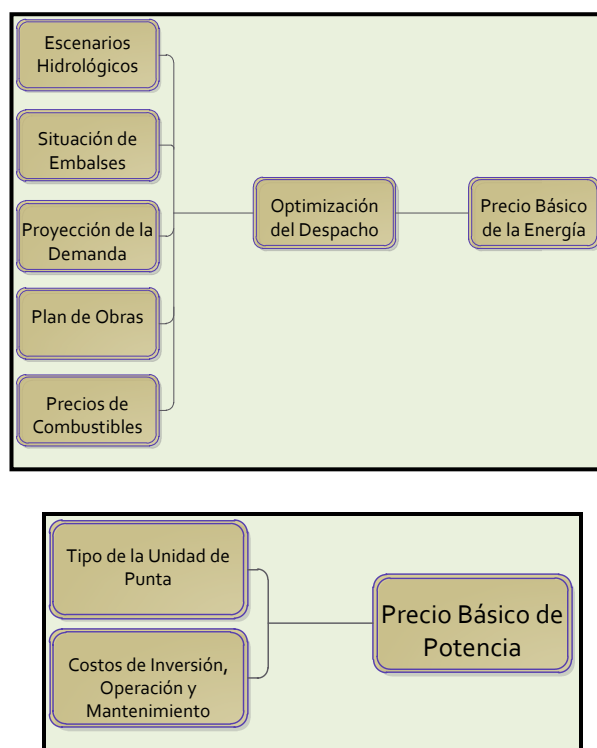 Escenarios
Hidrológicos
Situación de
Embalses
Proyección de la
Demanda
Plan de Obras
Precios de
Combustibles
Optimización
del Despacho
Precio Básico
de la Energía
Tipo de la Unidad de
Punta
Costos de Inversión,
Operación y
Mantenimiento
Precio Básico de
Potencia